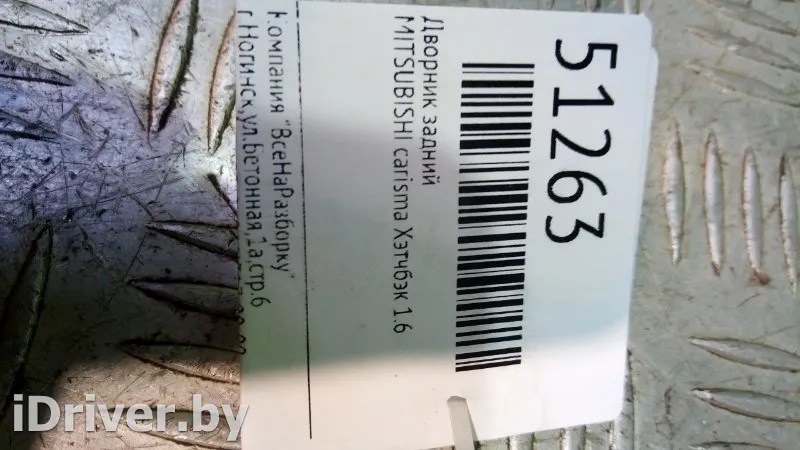 51263
Дворник задний
MITSUBISHI carisma Хэтчбэк 1.6
Компания "ВсеНаРазборку"
г.Ногинск,ул.Бетонная,1а,стр.6
iDriver.by